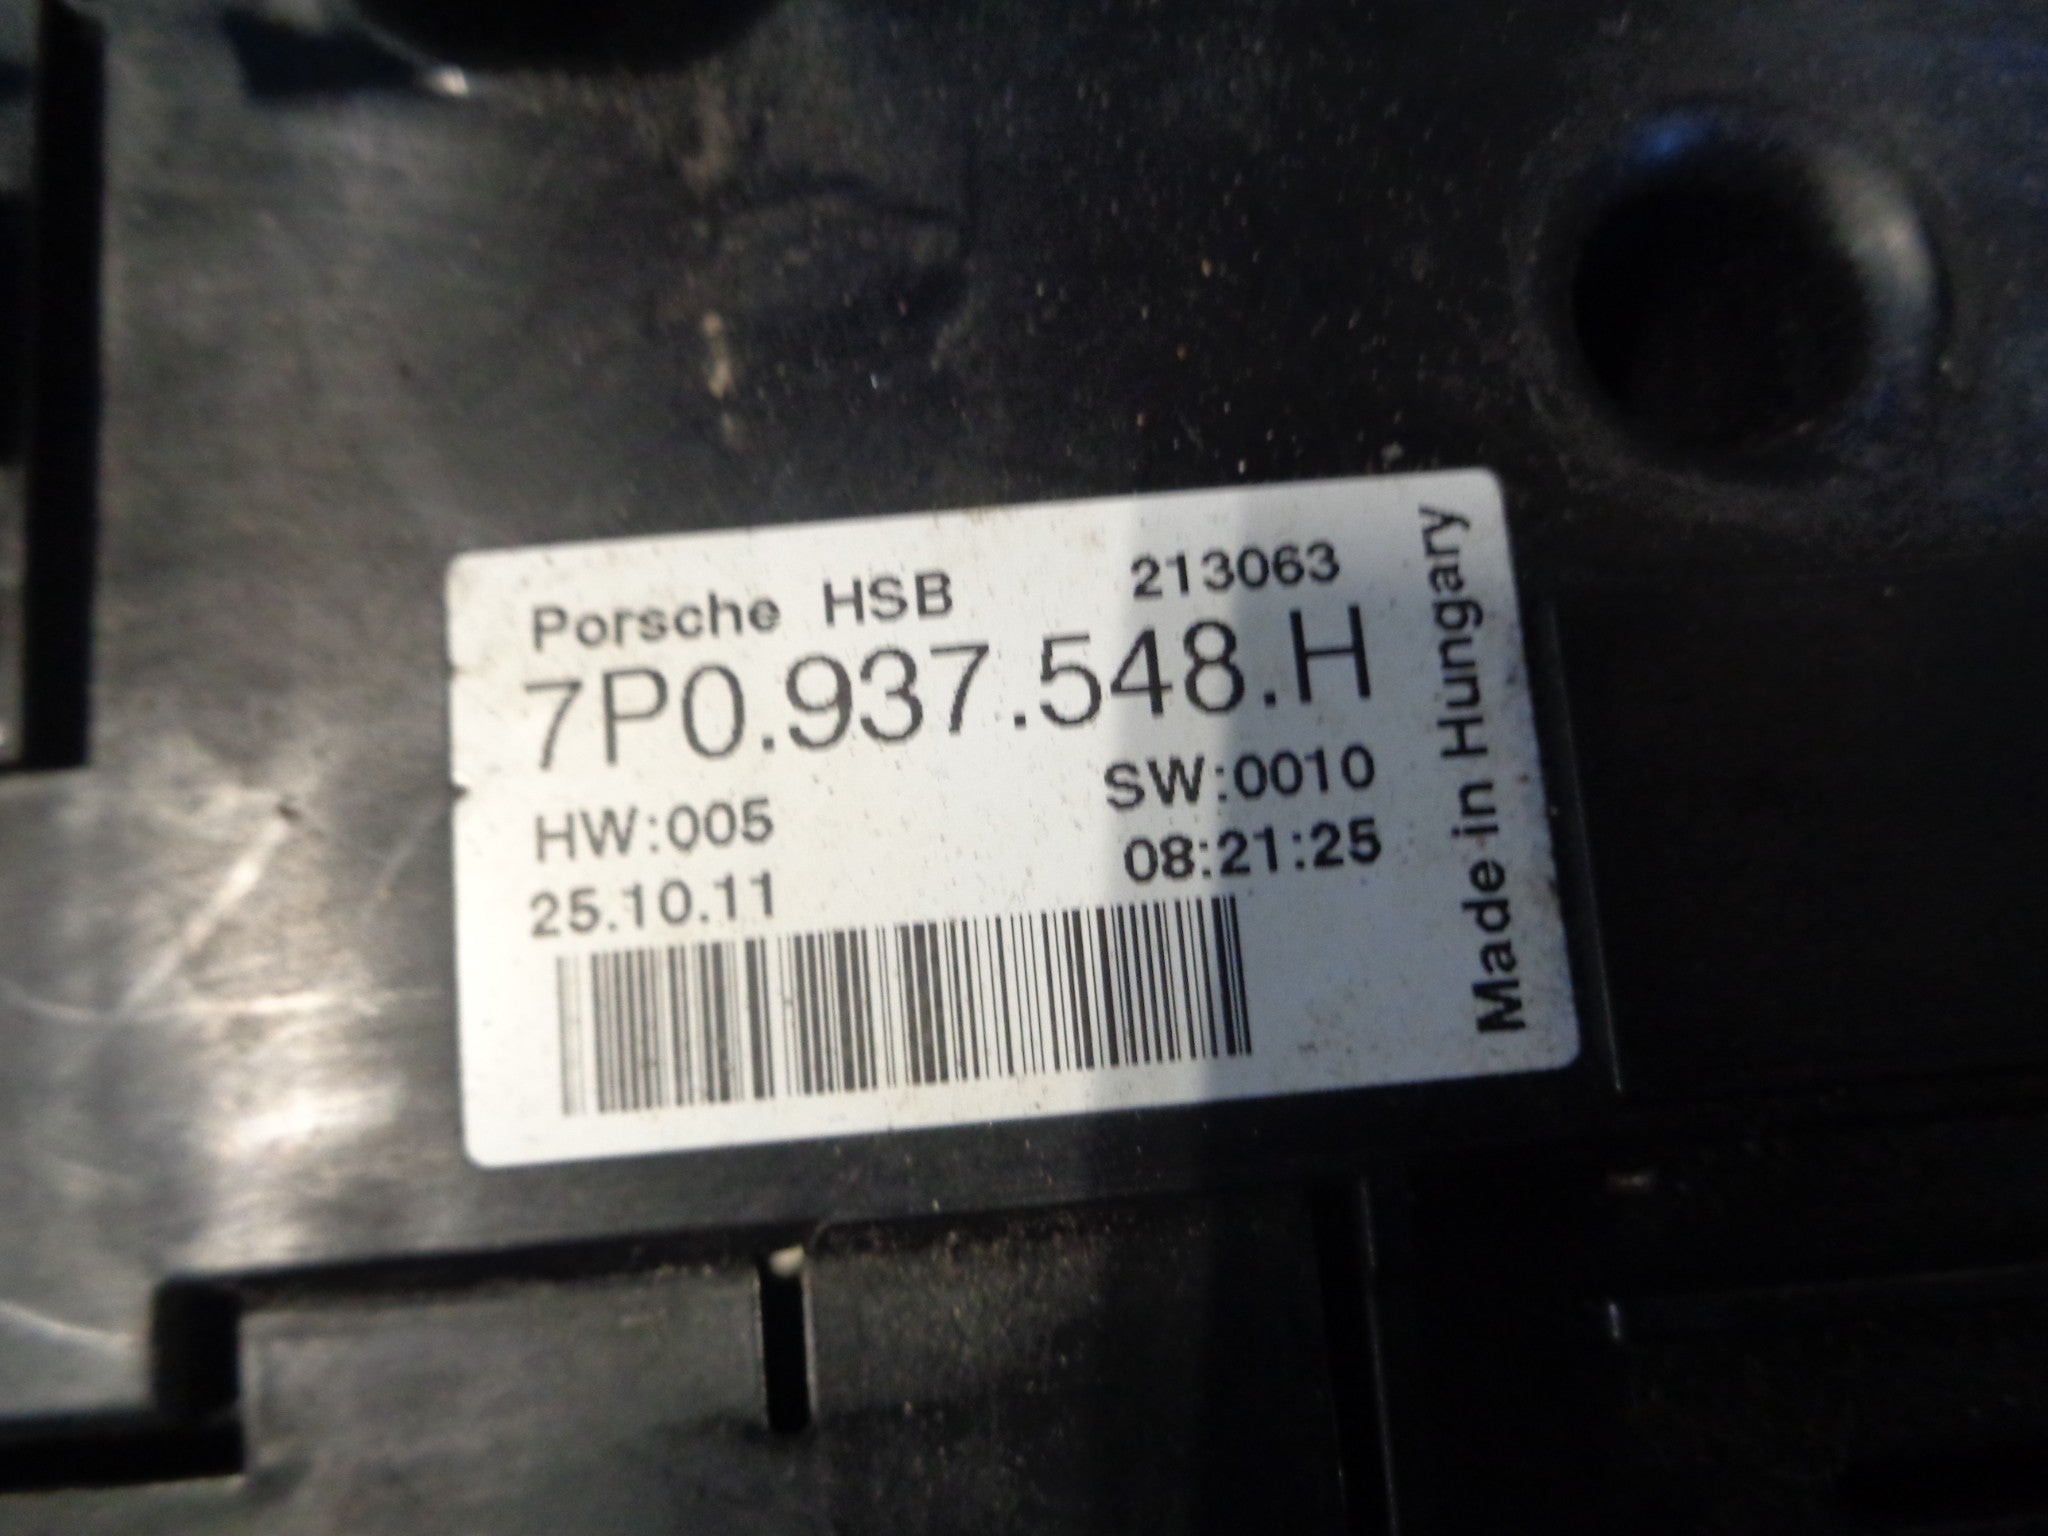 Porsche HSB 213063
7P0.937.548.H
HW:005 SW:0010
25.10.11 08:21:25
Made in Hungary